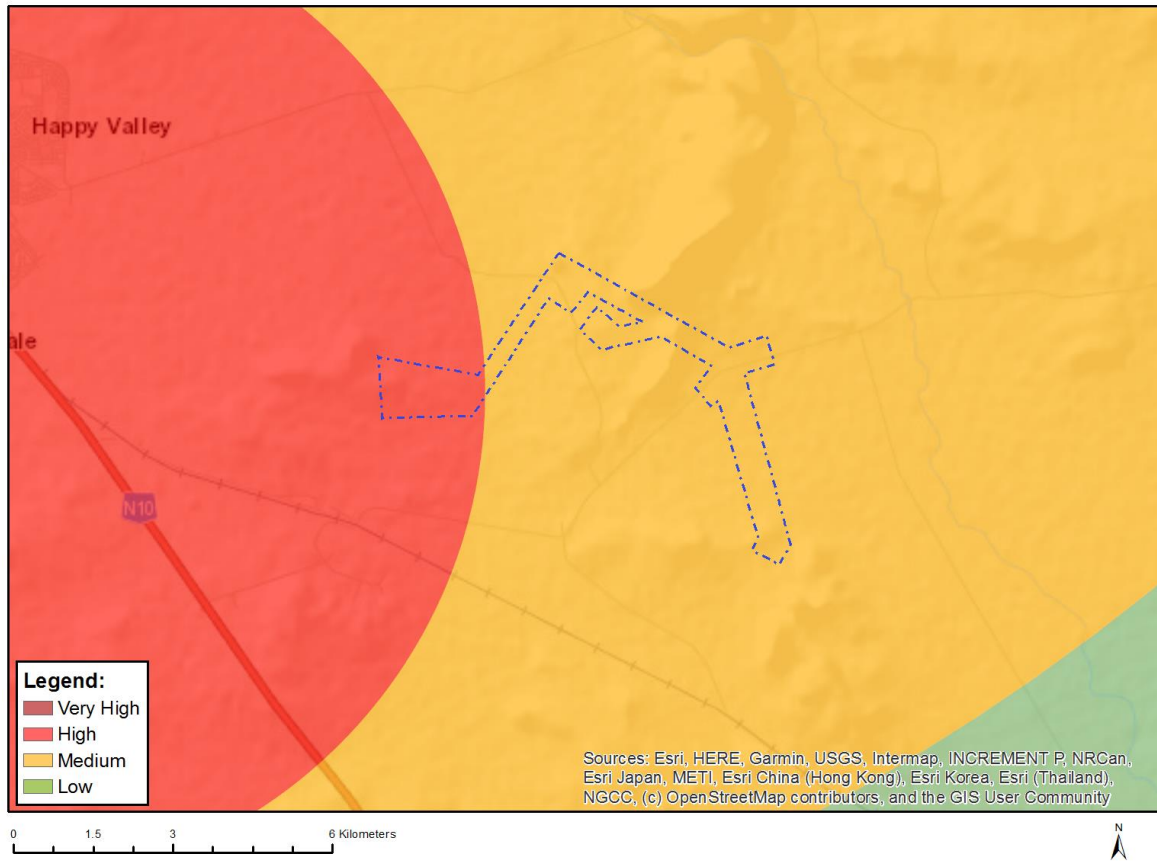 Happy Valley
ale
N10
Legend:
Very High
High
Medium
Low
Sources: Esri, HERE, Garmin, USGS, Intermap, INCREMENT P, NRCan,
Esri Japan, METI, Esri China (Hong Kong), Esri Korea, Esri (Thailand),
NGCC, (c) OpenStreetMap contributors, and the GIS User Community
0 1.5 3 6 Kilometers
N